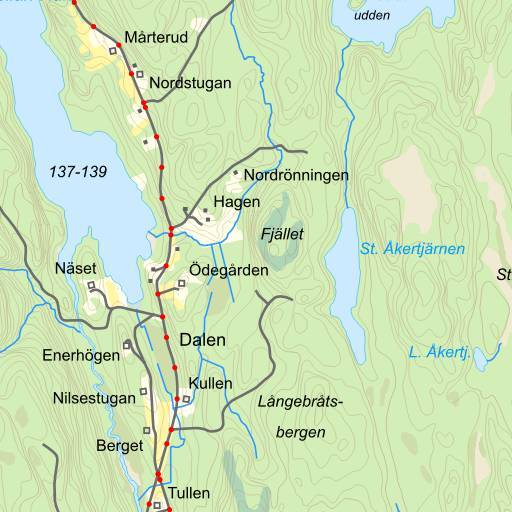 udden
Mårterud
Nordstugan
137-139
Nordrönningen
Hagen
Fjället
St. Åkertjärnen
Näset
Ödegården
St
Dalen
Enerhögen
L. Åkertj.
Kullen
Nilsestugan
Långebråts-
bergen
Berget
Tullen